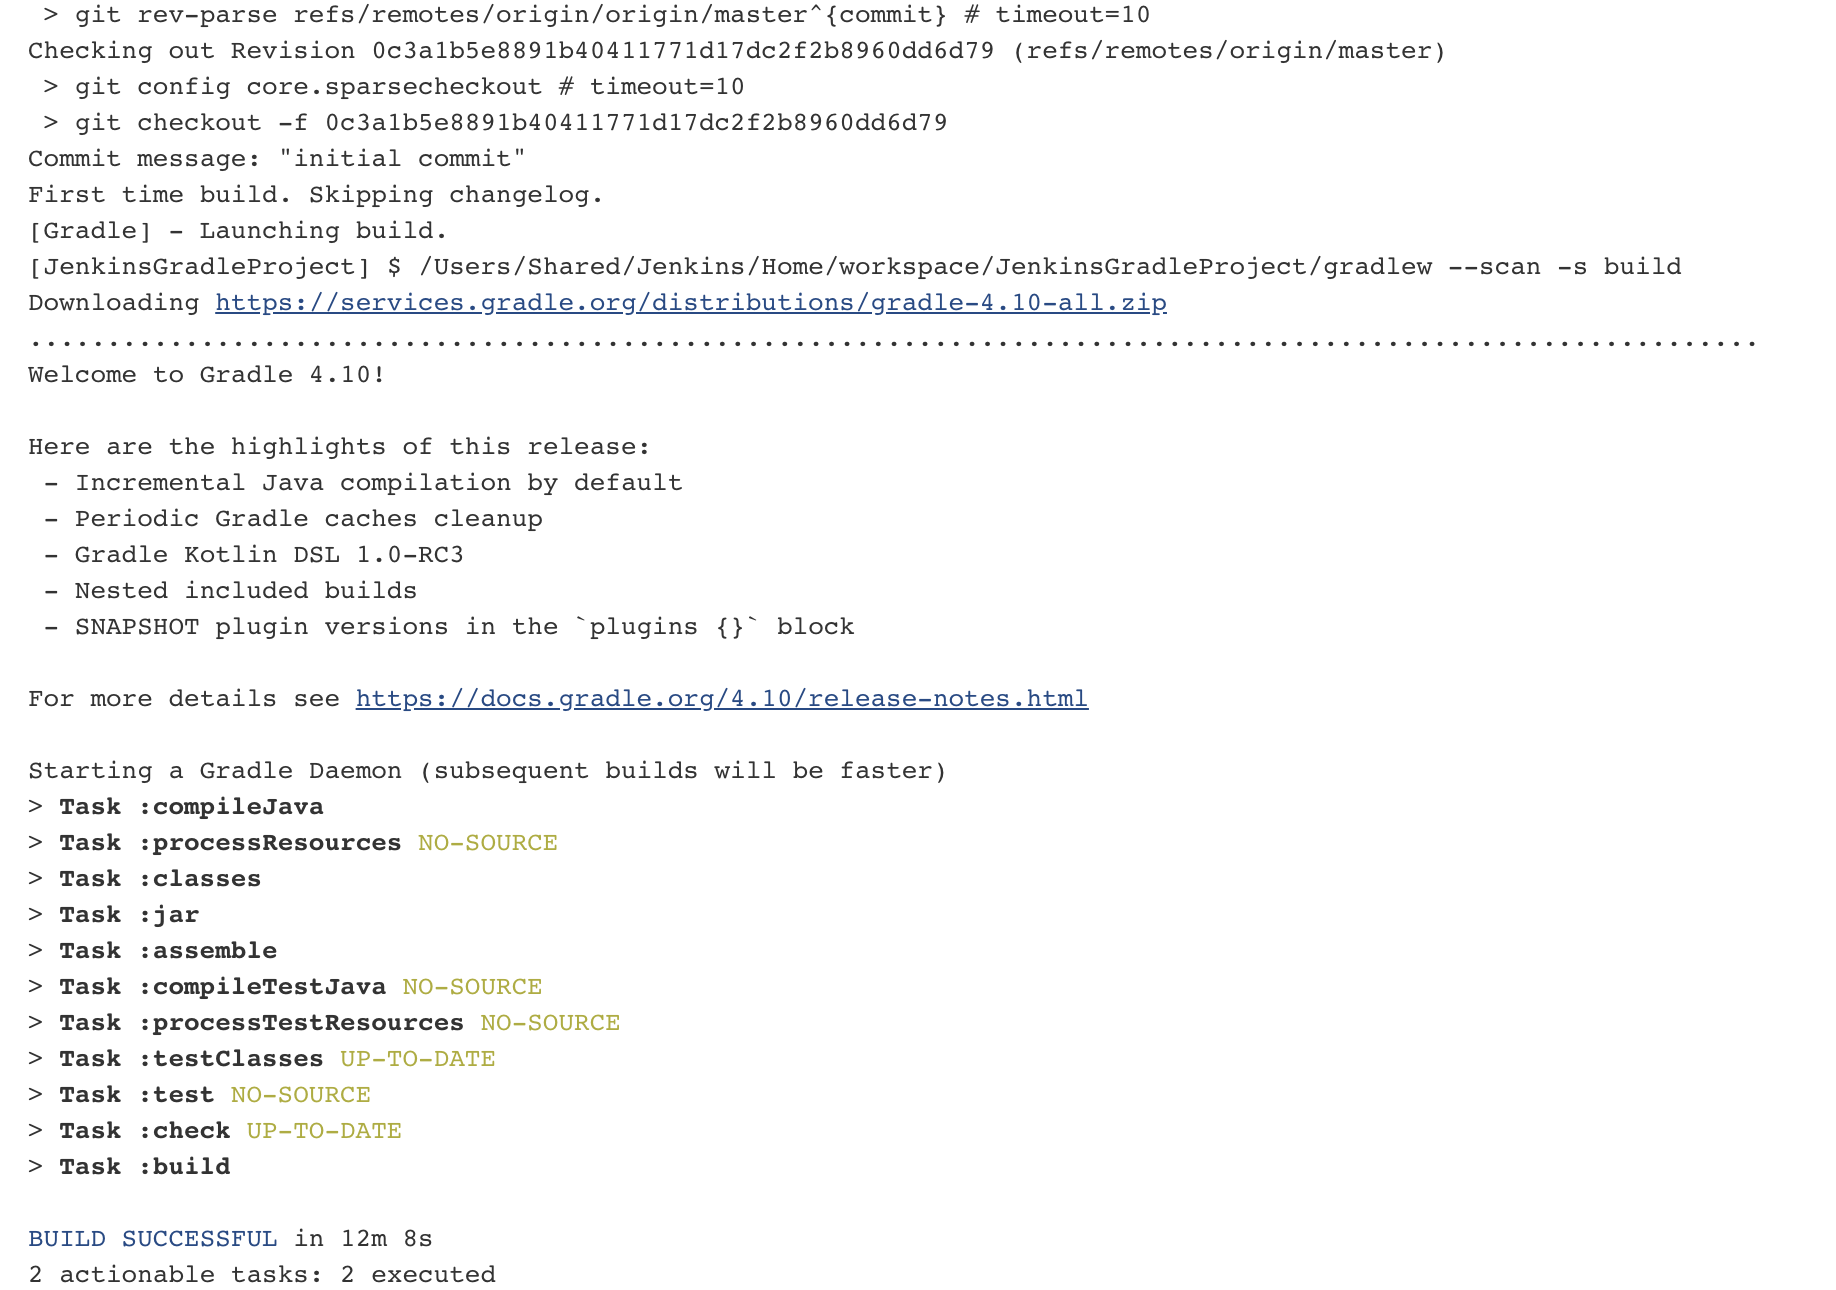 > git rev-parse refs/remotes/origin/origin/master^{commit} # timeout=10
Checking out Revision 0c3a1b5e8891b40411771d17dc2f2b8960dd6d79 (refs/remotes/origin/master)
> git config core.sparsecheckout # timeout=10
> git checkout -f 0c3a1b5e8891b40411771d17dc2f2b8960dd6d79
Commit message: "initial commit"
First time build. Skipping changelog.
[Gradle] - Launching build.
[JenkinsGradleProject] $ /Users/Shared/Jenkins/Home/workspace/JenkinsGradleProject/gradlew --scan -s build
Downloading https://services.gradle.org/distributions/gradle-4.10-all.zip
...............................................................................................................
Welcome to Gradle 4.10!
Here are the highlights of this release:
- Incremental Java compilation by default
- Periodic Gradle caches cleanup
- Gradle Kotlin DSL 1.0-RC3
- Nested included builds
- SNAPSHOT plugin versions in the `plugins {}` block
For more details see https://docs.gradle.org/4.10/release-notes.html
Starting a Gradle Daemon (subsequent builds will be faster)
> Task :compileJava
> Task :processResources NO-SOURCE
> Task :classes
> Task :jar
> Task :assemble
> Task :compileTestJava NO-SOURCE
> Task :processTestResources NO-SOURCE
> Task :testClasses UP-TO-DATE
> Task :test NO-SOURCE
> Task :check UP-TO-DATE
> Task :build
BUILD SUCCESSFUL in 12m 8s
2 actionable tasks: 2 executed